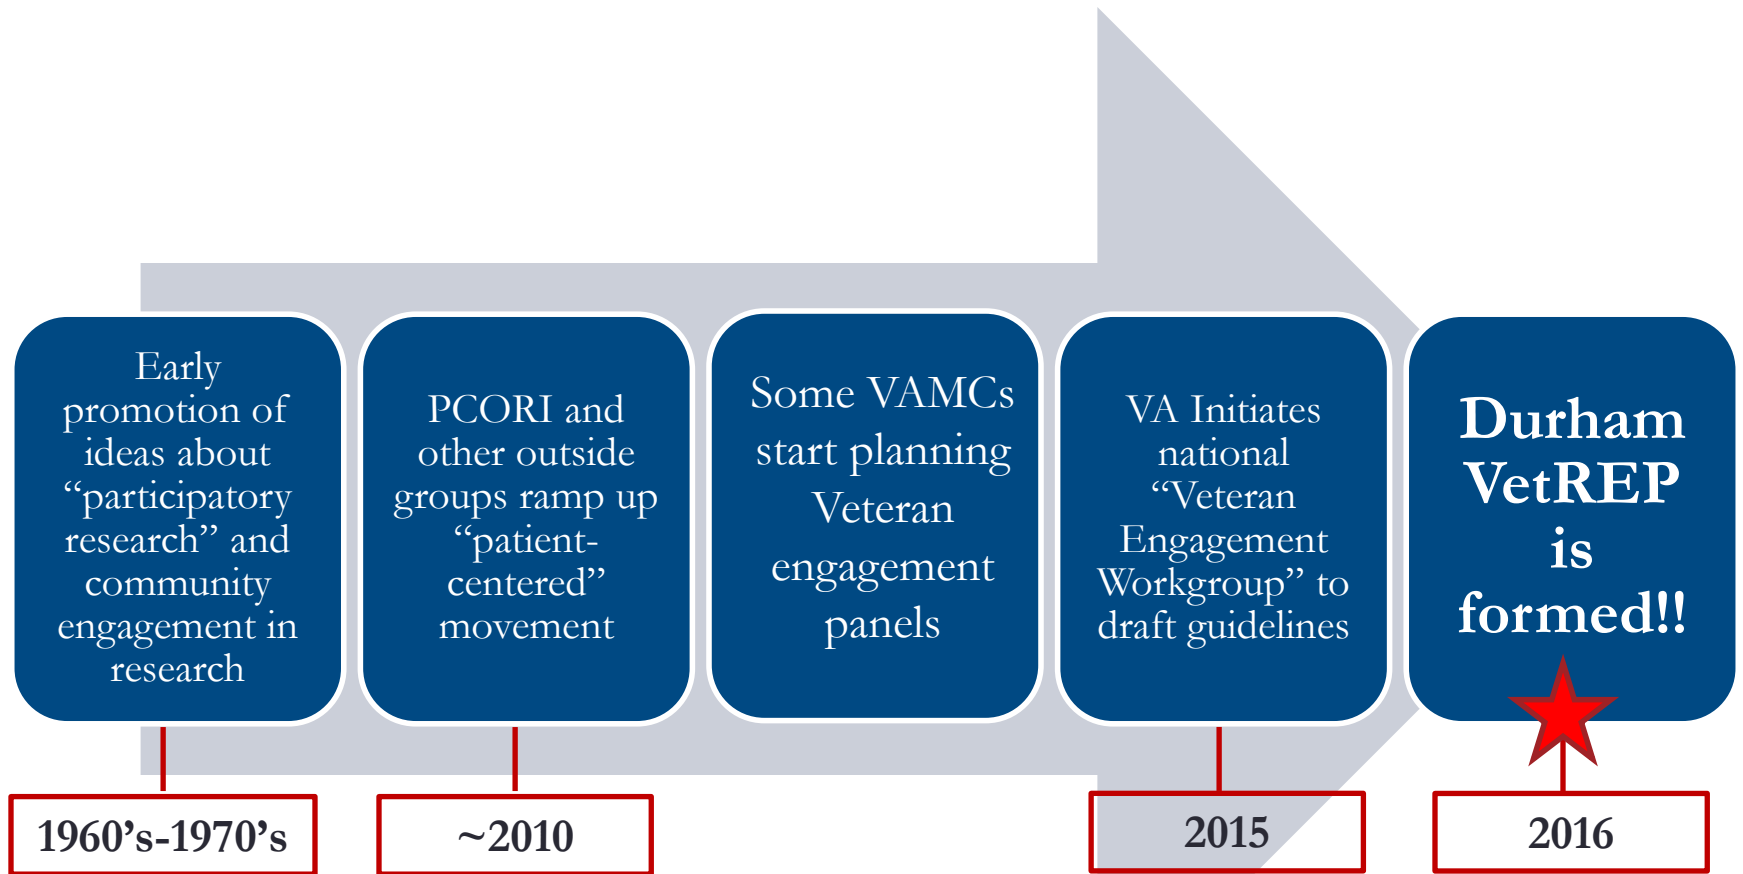 Early
promotion of
ideas about
“participatory
research” and
community
engagement in
research
PCORI and
other outside
groups ramp up
“patient-
centered”
movement
Some VAMCs
start planning
Veteran
engagement
panels
VA Initiates
national
“Veteran
Engagement
Workgroup” to
draft guidelines
Durham
VetREP
is
formed!!
1960’s-1970’s
~2010
2015
2016